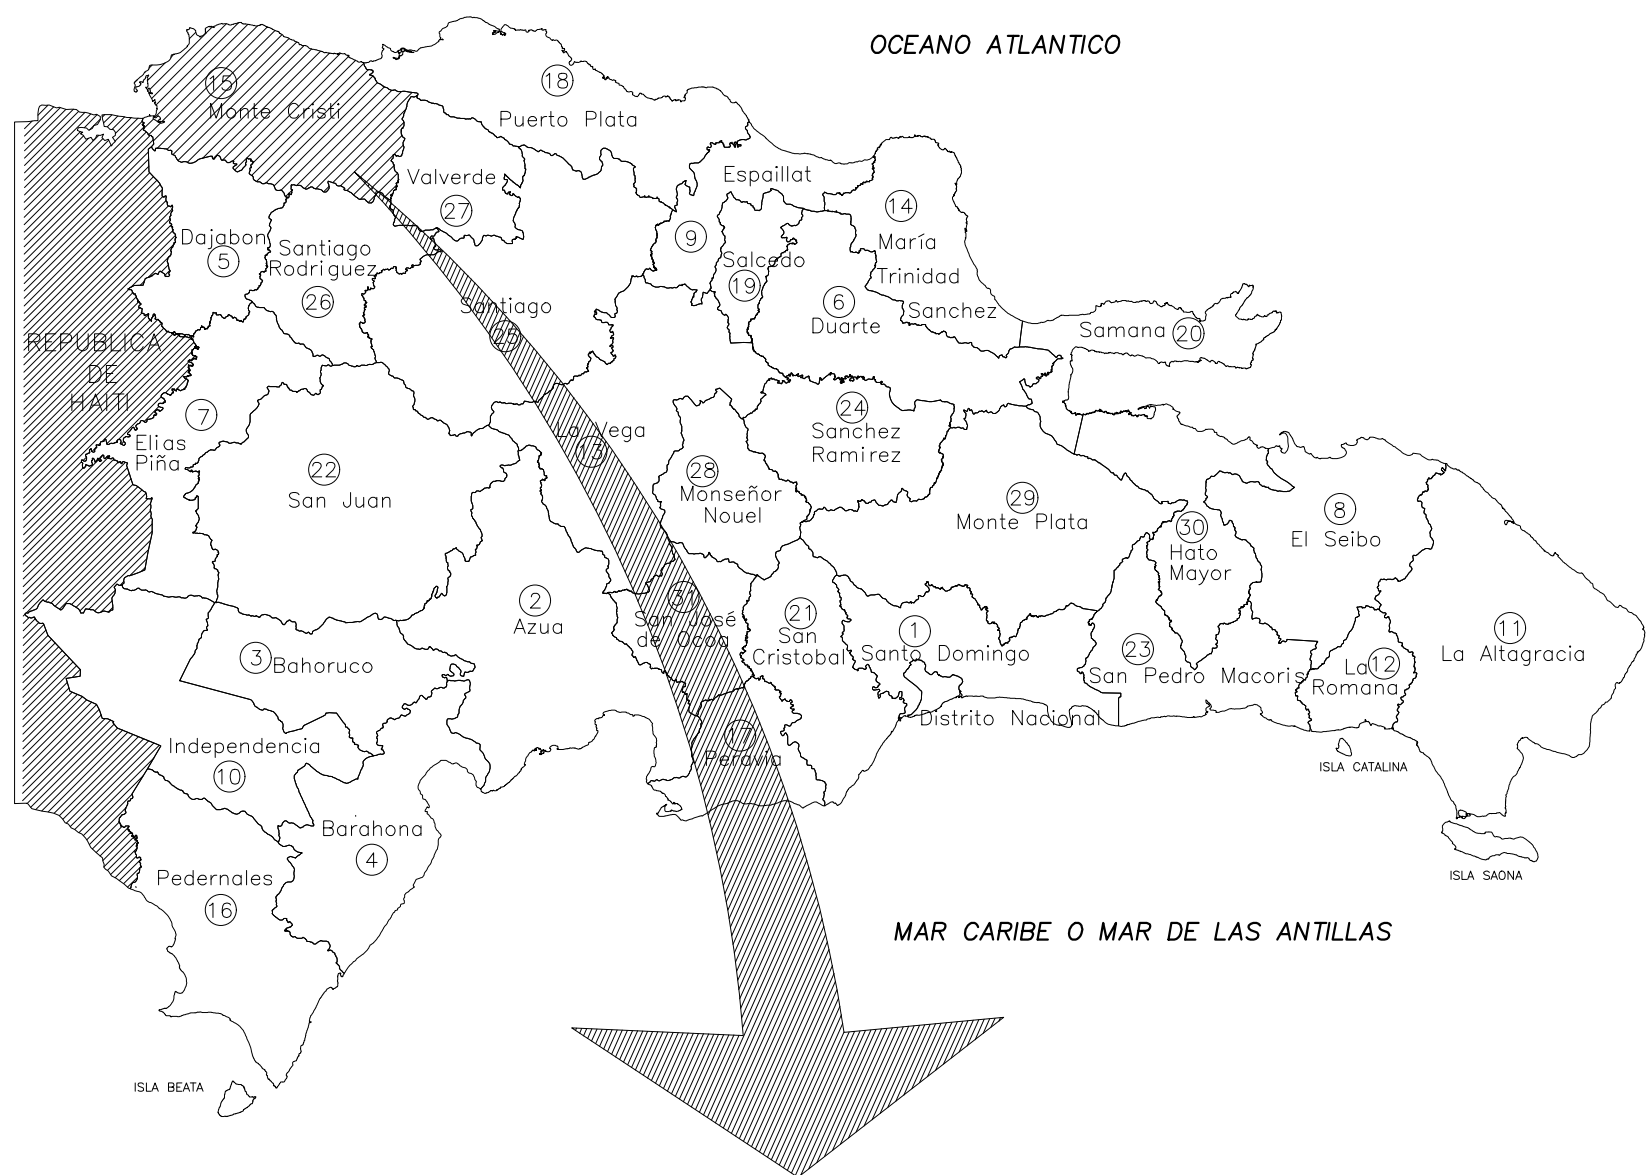 OCEANO ATLANTICO
15
Monte Cristi
18
Puerto Plata
Valverde
27
Espaillat
9
14
María
Trinidad
Sanchez
Dajabon
5
Santiago
Rodriguez
26
Salcedo
19
6
Duarte
Samana 20
Santiago
25
REPUBLICA
DE
HAITI
7
Elias
Piña
22
San Juan
La Vega
13
24
Sanchez
Ramirez
28
Monseñor
Nouel
29
Monte Plata
30
Hato
Mayor
8
El Seibo
2
Azua
31
San José
de Ocoa
21
San
Cristobal
1
Santo Domingo
23
San Pedro Macoris
La 12
Romana
11
La Altagracia
3 Bahoruco
Distrito Nacional
Independencia
10
17
Peravia
ISLA CATALINA
Barahona
4
Pedernales
16
ISLA SAONA
MAR CARIBE O MAR DE LAS ANTILLAS
ISLA BEATA